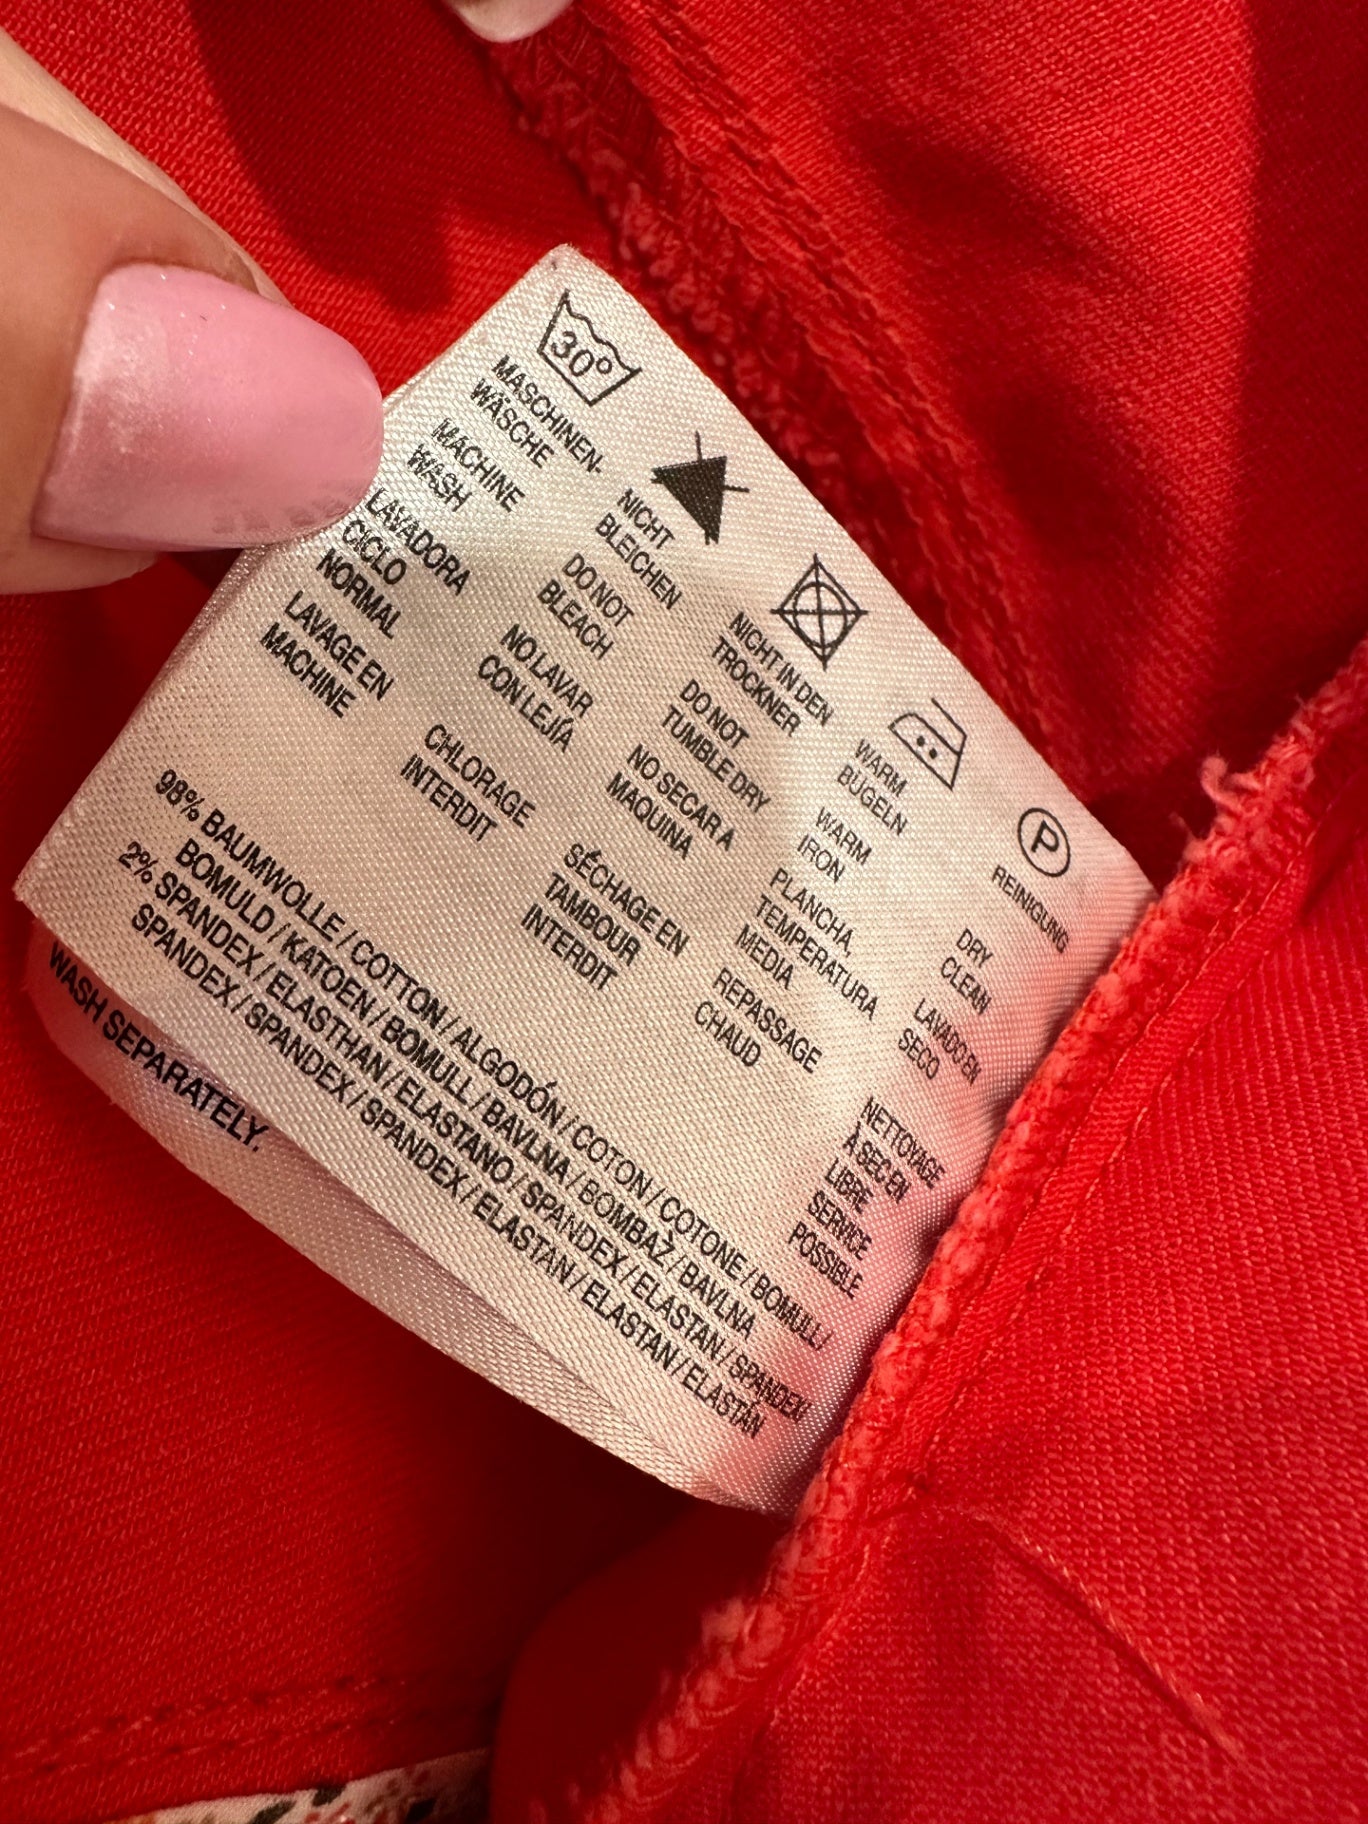 30°
MASCHINEN-
WÄSCHE
MACHINE
WASH
LAVADORA
CICLO
NORMAL
LAVAGE EN
MACHINE
NICHT
BLEICHEN
DO NOT
BLEACH
NO LAVAR
CON LEJÍA
CHLORAGE
INTERDIT
NICHT IN DEN
TROCKNER
DO NOT
TUMBLE DRY
NO SECAR A
MAQUINA
SÉCHAGE EN
TAMBOUR
INTERDIT
WARM
BÜGELN
WARM
IRON
PLANCHA,
TEMPERATURA
MEDIA
REPASSAGE
CHAUD
P
REINIGUNG
DRY
CLEAN
LAVADO EN
SECO
NETTOYAGE
À SEC EN
LIBRE
SERVICE
POSSIBLE
98% BAUMWOLLE / COTTON / ALGODÓN / COTON / COTONE / BOMULL /
BOMULD / KATOEN / BOMULL / BAVLNA / BOMBAŽ / BAVLNA
2% SPANDEX / ELASTHAN / ELASTANO / SPANDEX / ELASTAN / SPANDEX /
SPANDEX / SPANDEX / SPANDEX / ELASTAN / ELASTAN / ELASTÁN
WASH SEPARATELY.